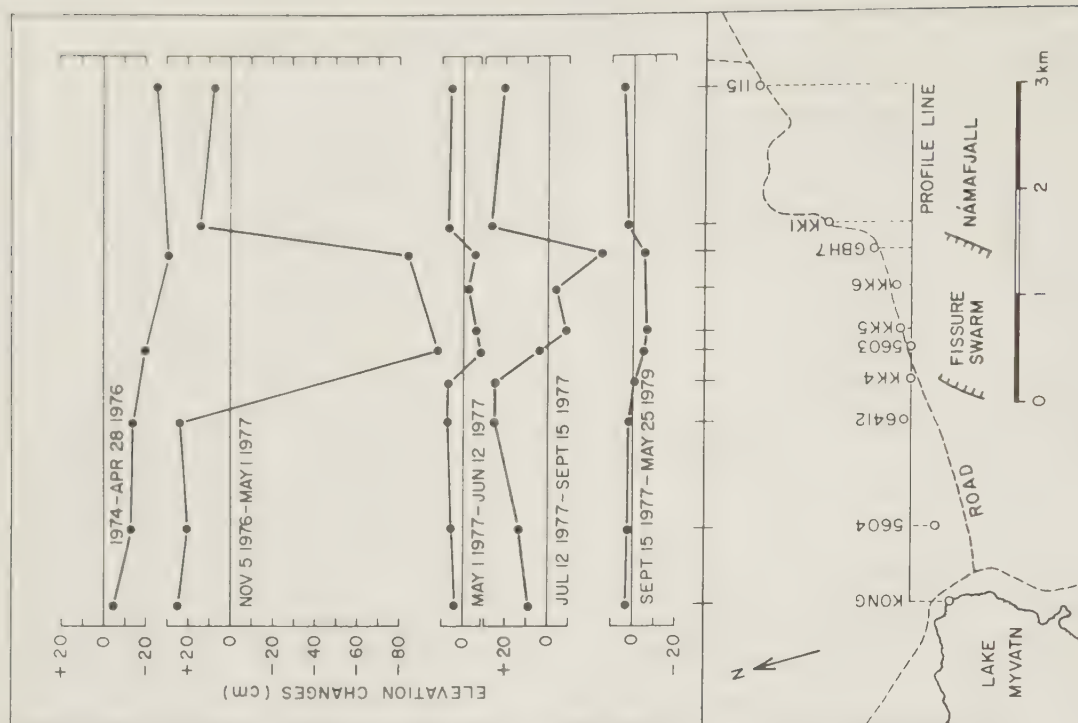 ELEVATION CHANGES (cm)
+20
0
-20
+20
0
20
40
60
80
0
+20
0
0
-20
1974-APR 28 1976
NOV 5 1976-MAY 1 1977
MAY 1 1977-JUN 12 1977
JUL 12 1977-SEPT 15 1977
SEPT 15 1977-MAY 25 1979
N
KONG
5604
6412
KK4
5603
KK5
KK6
GBH7
KK1
115
PROFILE LINE
ROAD
LAKE
MYVATN
FISSURE
SWARM
NÁMAFJALL
0
1
2
3 km